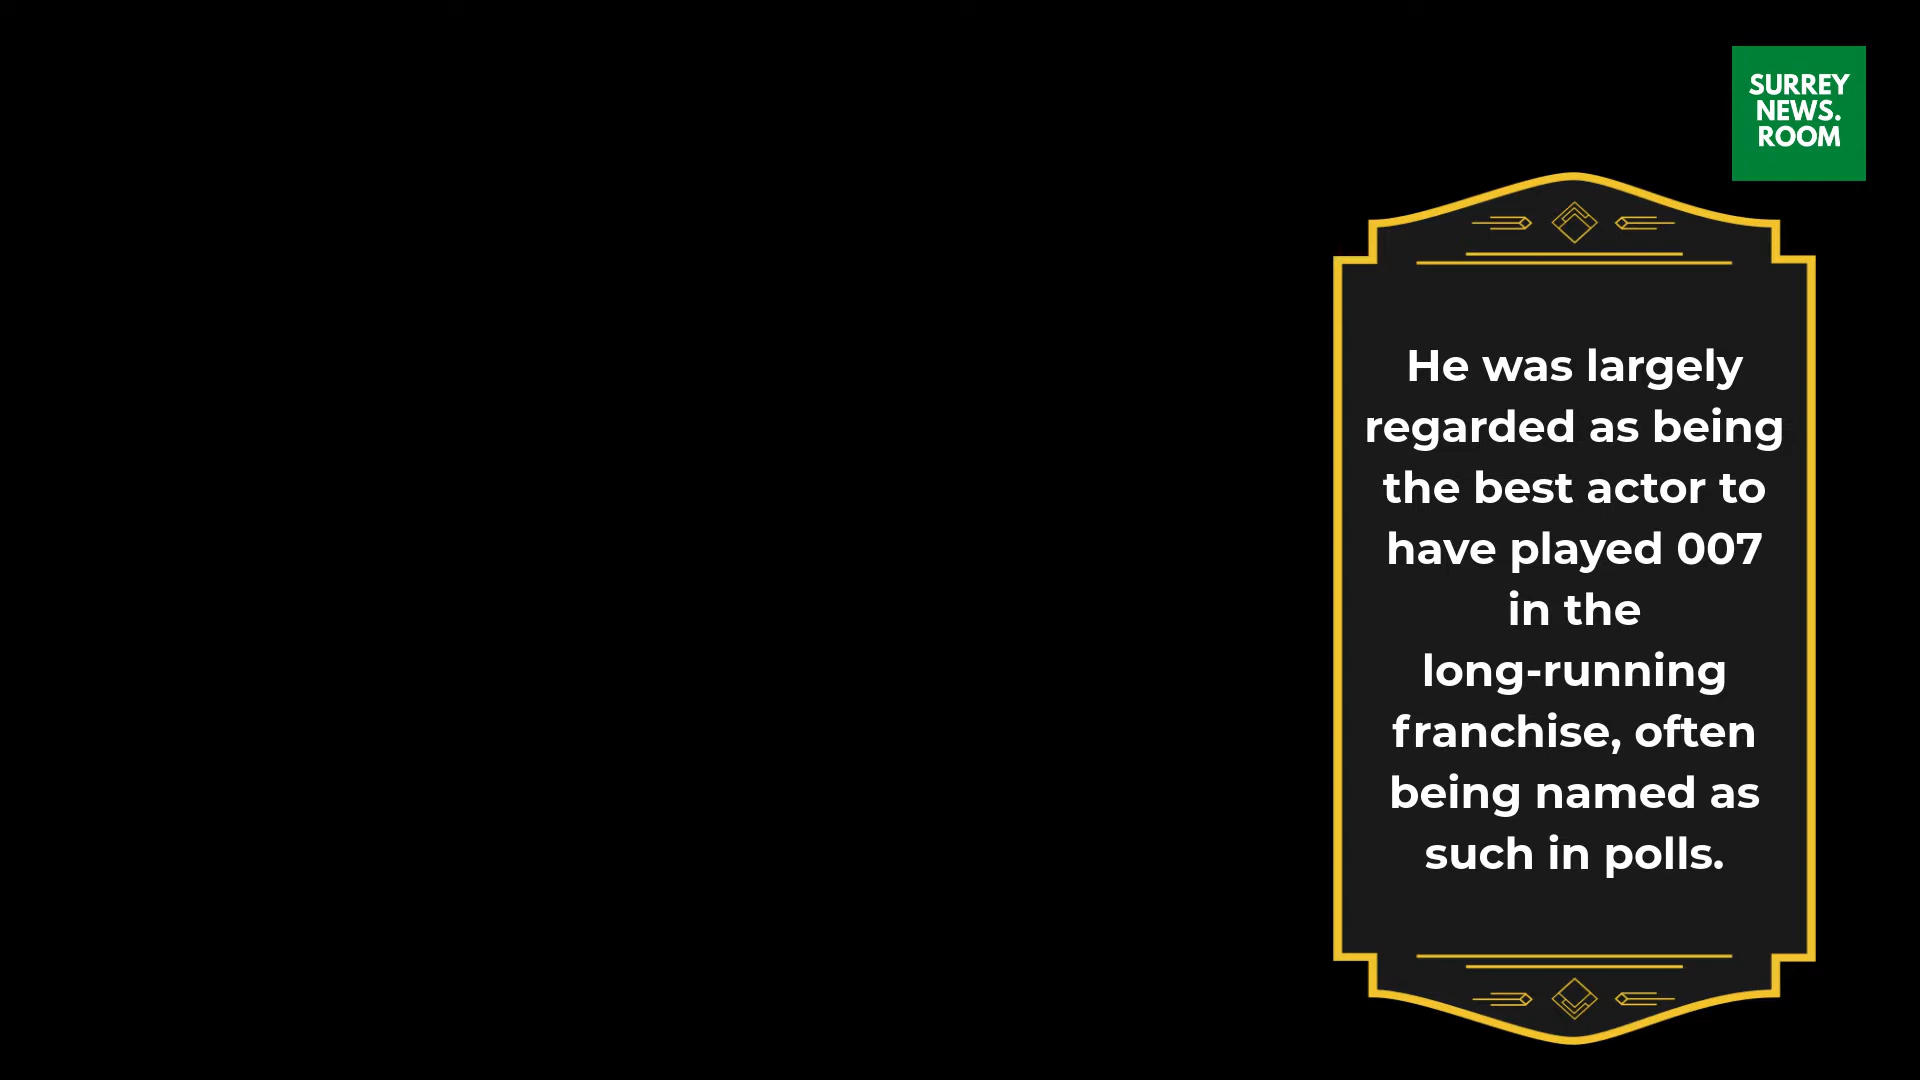 SURREY
NEWS.
ROOM
He was largely
regarded as being
the best actor to
have played 007
in the
long-running
franchise, often
being named as
such in polls.